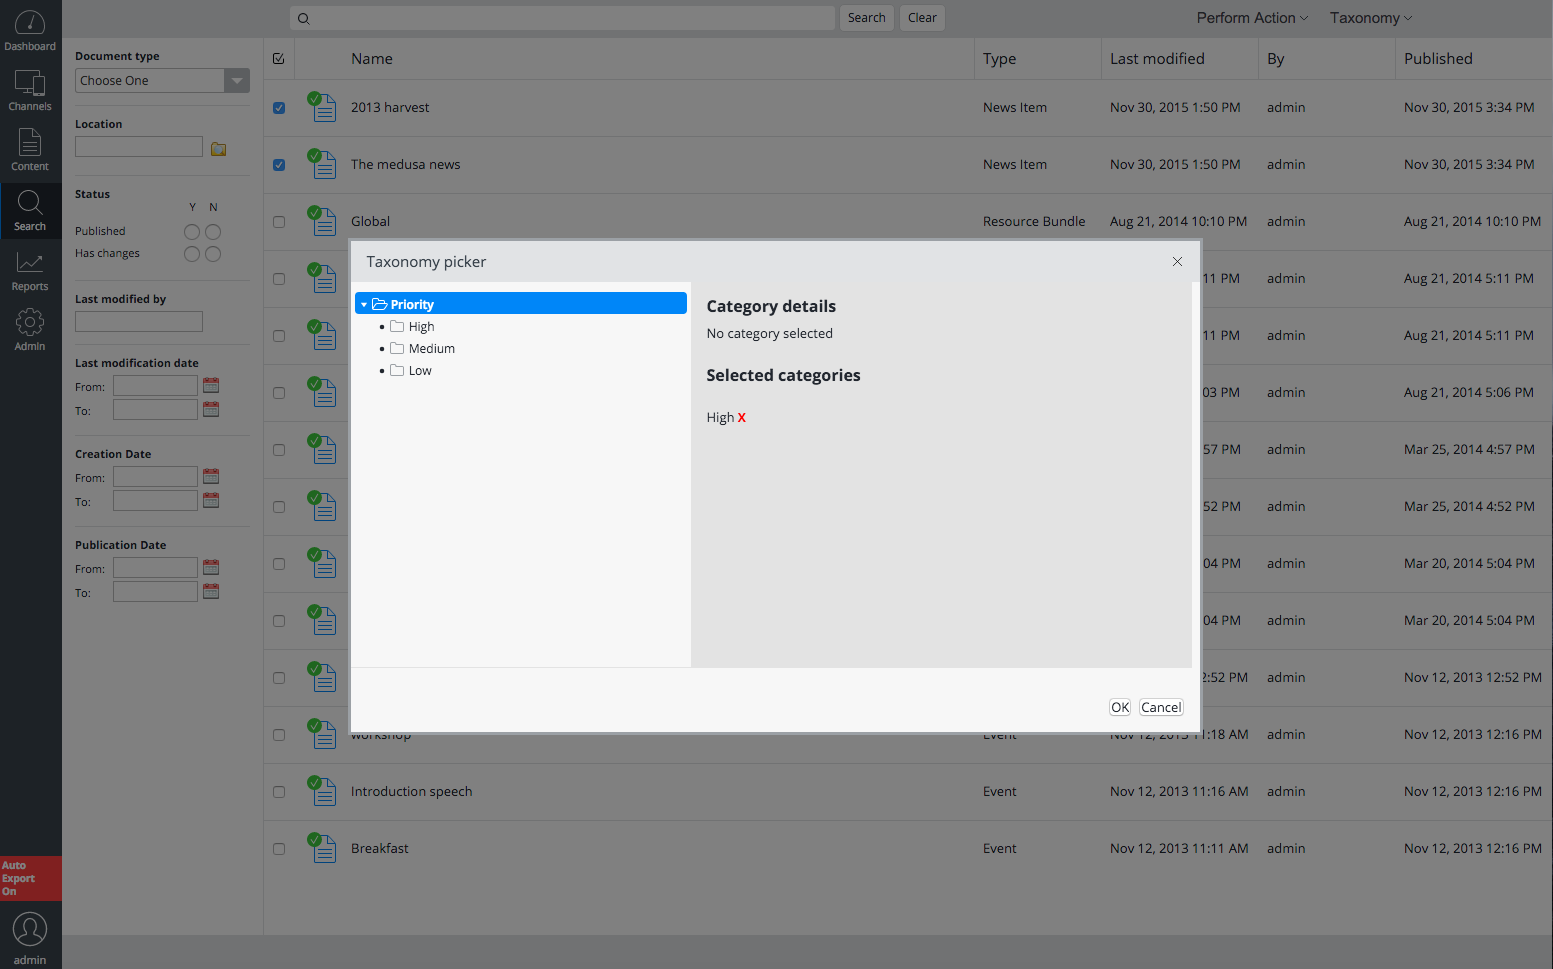 Dashboard
Channels
Content
Search
Reports
Admin
Auto
Export
On
admin
Search
Clear
Perform Action
Taxonomy
Document type
Choose One
Location
Status
Y N
Published
Has changes
Last modified by
Last modification date
From:
To:
Creation Date
From:
To:
Publication Date
From:
To:
Name Type Last modified By Published
2013 harvest News Item Nov 30, 2015 1:50 PM admin Nov 30, 2015 3:34 PM
The medusa news News Item Nov 30, 2015 1:50 PM admin Nov 30, 2015 3:34 PM
Global Resource Bundle Aug 21, 2014 10:10 PM admin Aug 21, 2014 10:10 PM
11 PM admin Aug 21, 2014 5:11 PM
11 PM admin Aug 21, 2014 5:11 PM
03 PM admin Aug 21, 2014 5:06 PM
57 PM admin Mar 25, 2014 4:57 PM
52 PM admin Mar 25, 2014 4:52 PM
04 PM admin Mar 20, 2014 5:04 PM
04 PM admin Mar 20, 2014 5:04 PM
2:52 PM admin Nov 12, 2013 12:52 PM
workshop Event Nov 12, 2013 11:18 AM admin Nov 12, 2013 12:16 PM
Introduction speech Event Nov 12, 2013 11:16 AM admin Nov 12, 2013 12:16 PM
Breakfast Event Nov 12, 2013 11:11 AM admin Nov 12, 2013 12:16 PM
Taxonomy picker
Priority
High
Medium
Low
Category details
No category selected
Selected categories
High X
OK Cancel